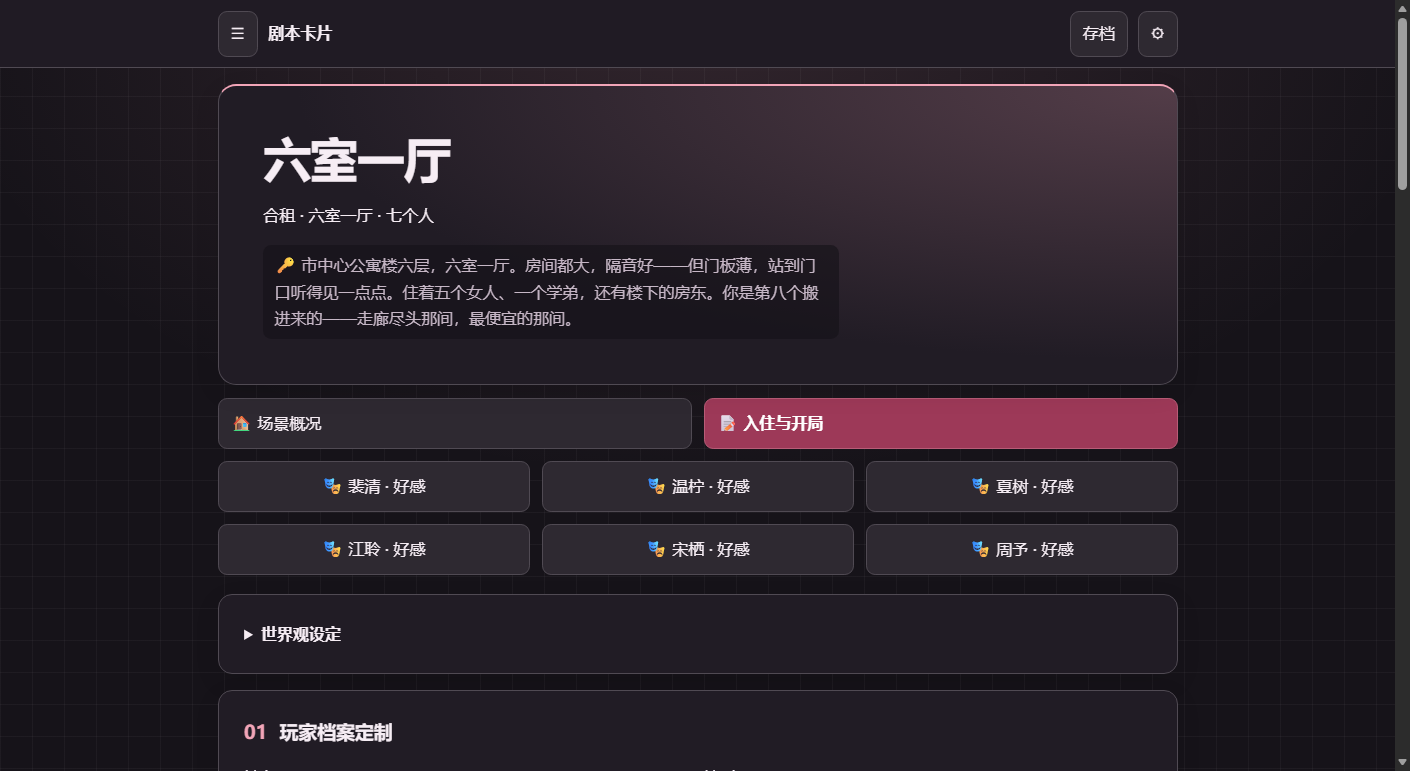 ☰ 剧本卡片 存档 ⚙
六室一厅
合租 · 六室一厅 · 七个人
🔑 市中心公寓楼六层，六室一厅。房间都大，隔音好——但门板薄，站到门
口听得见一点点。住着五个女人、一个学弟，还有楼下的房东。你是第八个搬
进来的——走廊尽头那间，最便宜的那间。
🏠 场景概况
📝 入住与开局
🎭 裴清 · 好感
🎭 温柠 · 好感
🎭 夏树 · 好感
🎭 江聆 · 好感
🎭 宋栖 · 好感
🎭 周予 · 好感
▶ 世界观设定
01 玩家档案定制